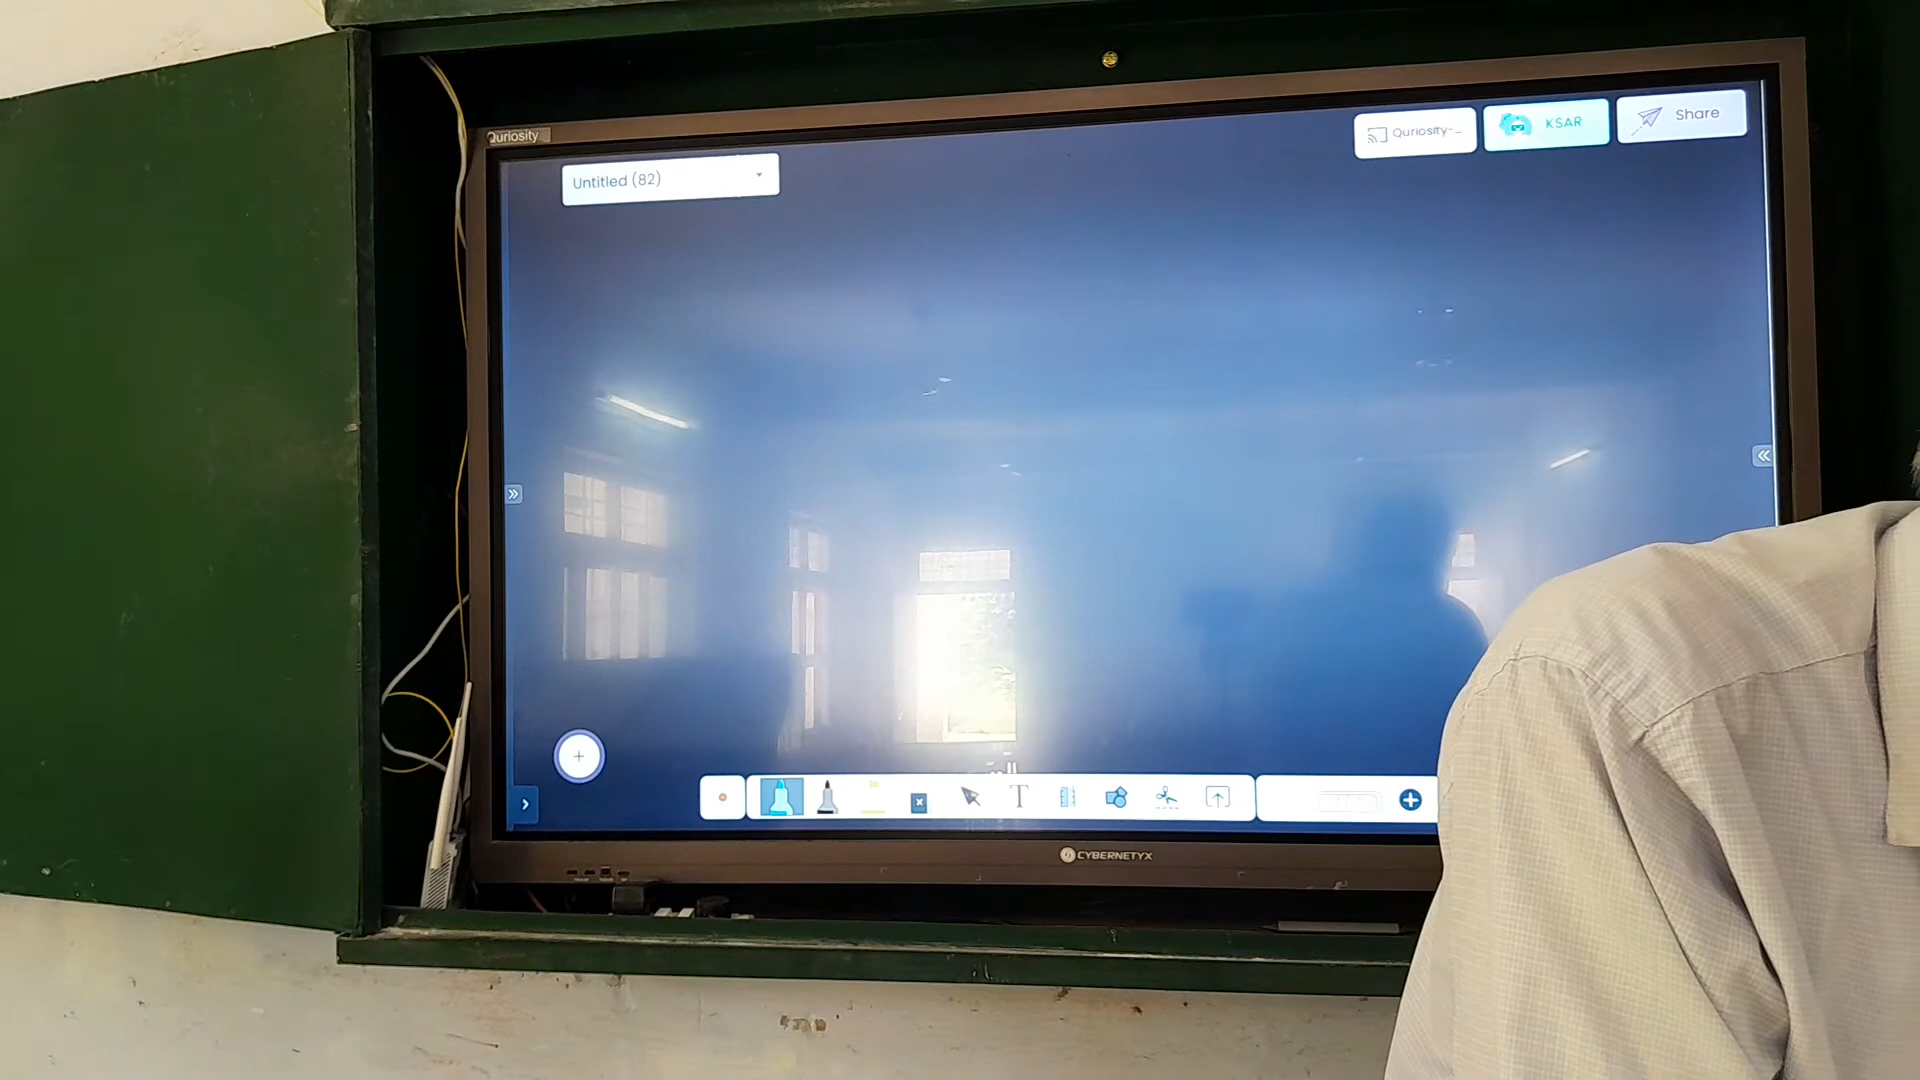 Quriosity
Untitled (82)
Quriosity-...
KSAR
Share
T
CYBERNETYX